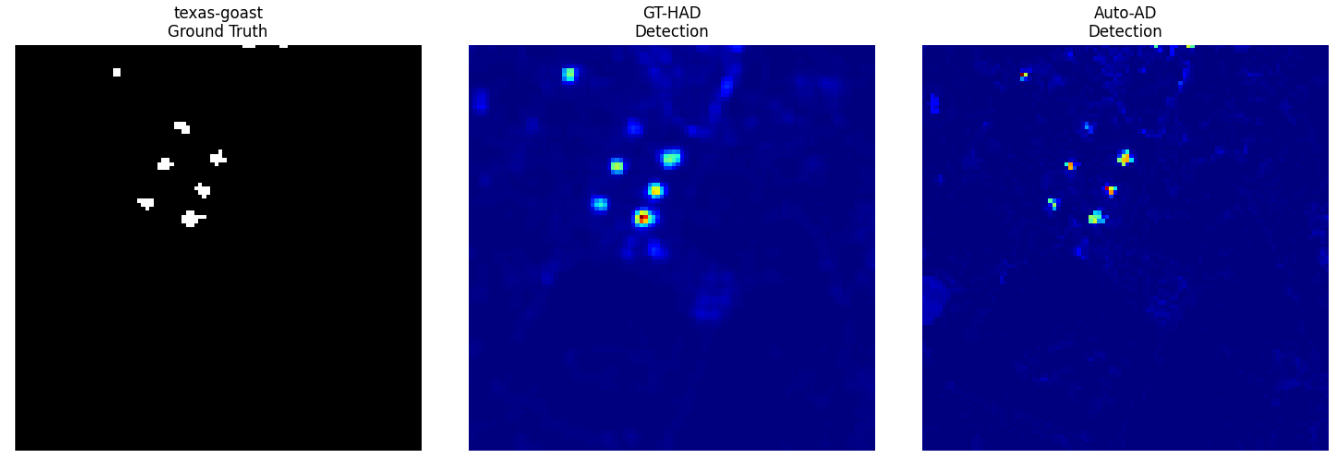 texas-goast
Ground Truth
GT-HAD
Detection
Auto-AD
Detection